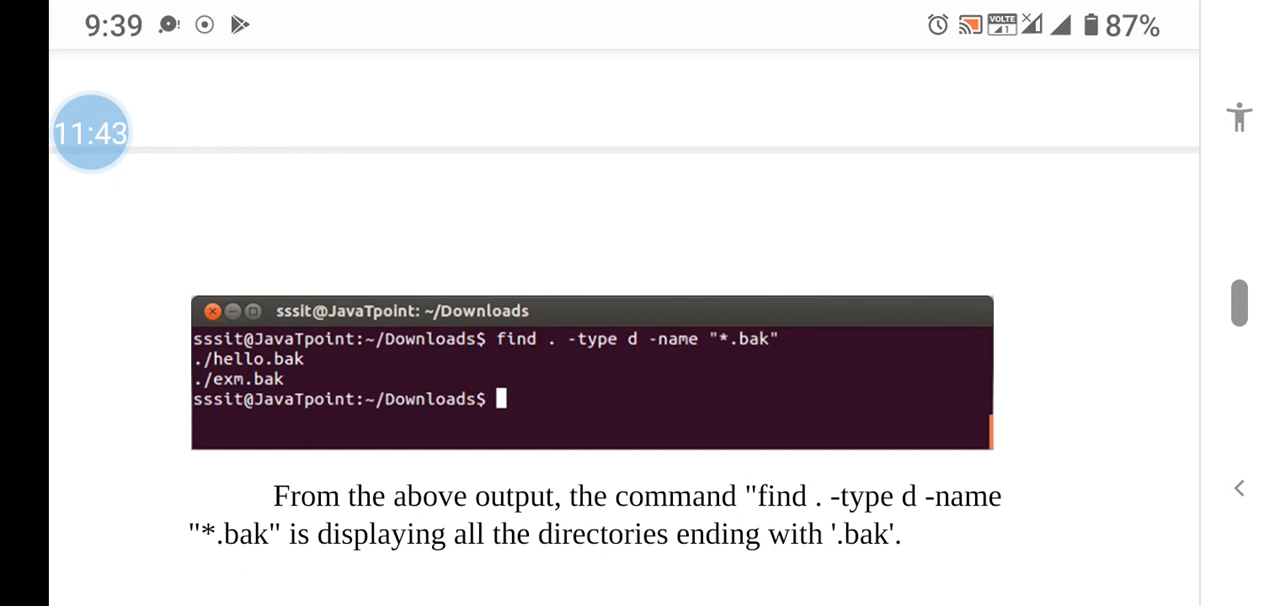 9:39
VOLTE
1
87%
11:43
sssit@JavaTpoint: ~/Downloads
sssit@JavaTpoint:~/Downloads$ find . -type d -name "*.bak"
./hello.bak
./exm.bak
sssit@JavaTpoint:~/Downloads$
From the above output, the command "find . -type d -name
"*.bak" is displaying all the directories ending with '.bak'.